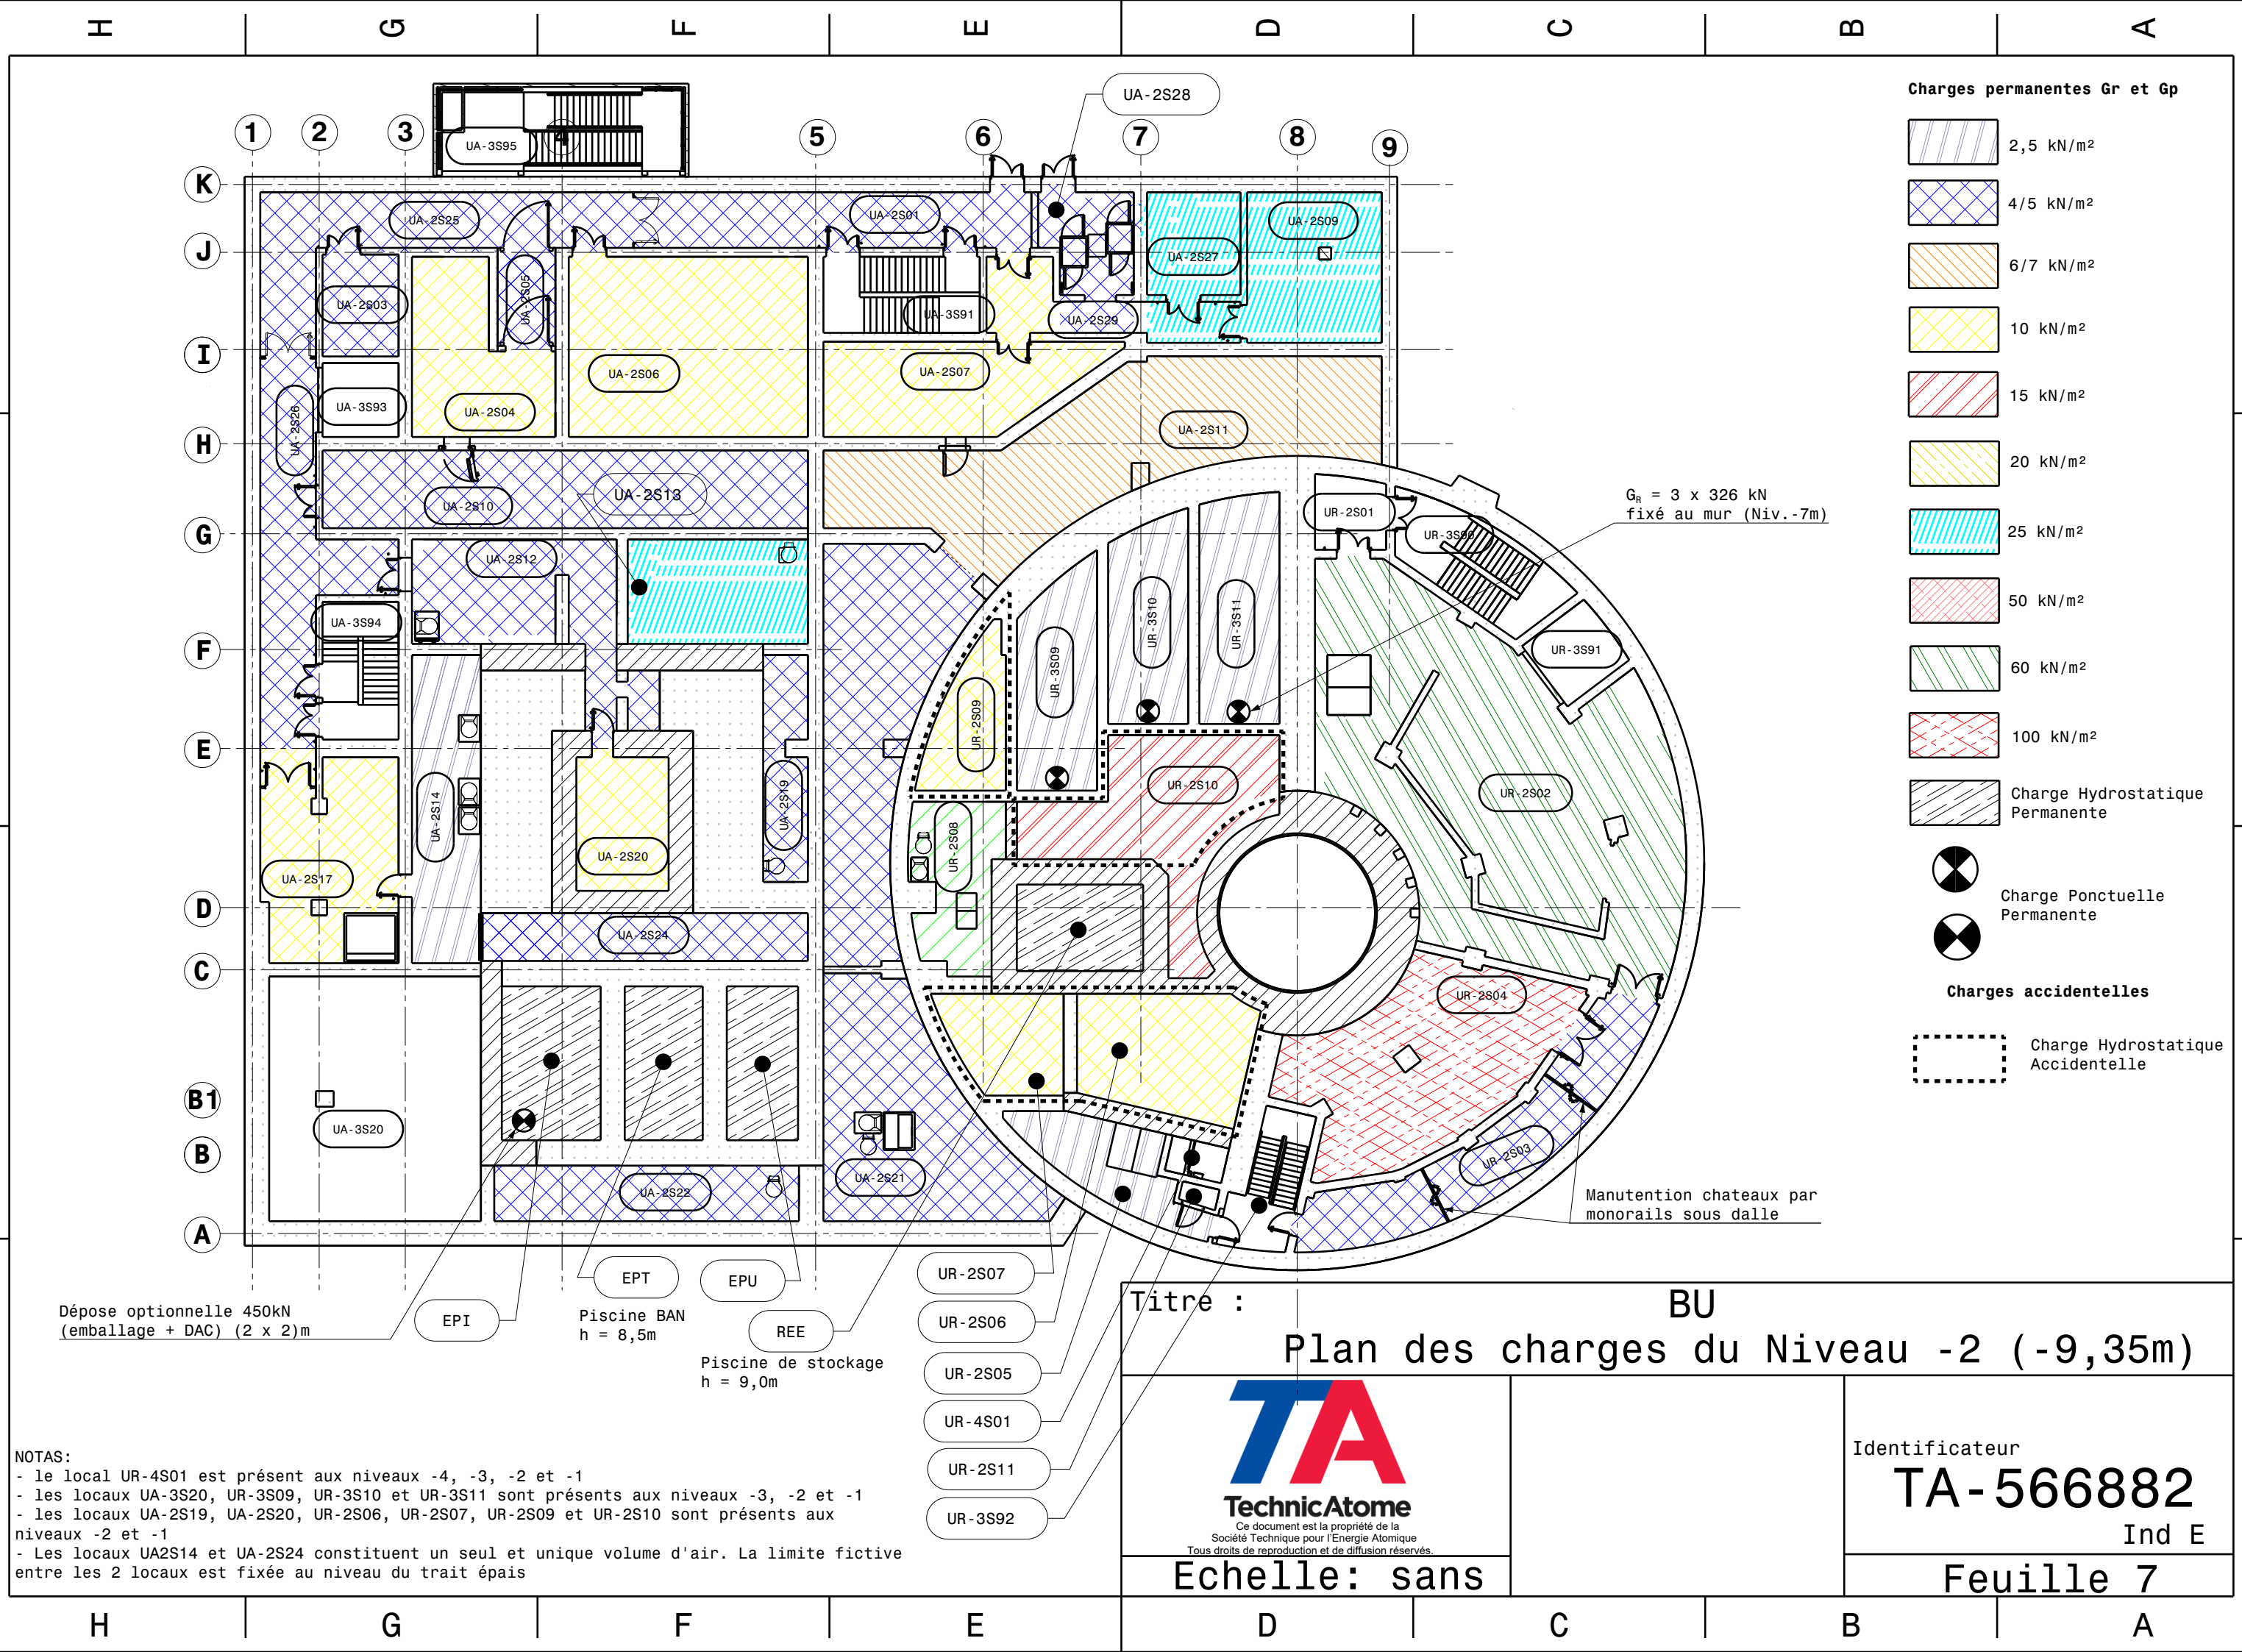 H G F E D C B A
Charges permanentes Gr et Gp
2,5 kN/m²
4/5 kN/m²
6/7 kN/m²
10 kN/m²
15 kN/m²
20 kN/m²
25 kN/m²
50 kN/m²
60 kN/m²
100 kN/m²
Charge Hydrostatique
Permanente
Charge Ponctuelle
Permanente
Charges accidentelles
Charge Hydrostatique
Accidentelle
1 2 3 4 5 6 7 8 9
K
J
I
H
G
F
E
D
C
B1
B
A
UA-2S28
UA-3S95
UA-2S25
UA-2S01
UA-2S09
UA-2S27
UA-2S03
UA-2S05
UA-3S91
UA-2S29
UA-2S06
UA-2S07
UA-2S26
UA-3S93
UA-2S04
UA-2S11
UA-2S10
UA-2S13
UR-2S01
UR-3S90
GR = 3 x 326 kN
fixé au mur (Niv.-7m)
UA-2S12
UA-3S94
UR-3S09
UR-3S10
UR-3S11
UR-3S91
UR-2S09
UR-2S10
UR-2S02
UA-2S14
UA-2S19
UA-2S20
UR-2S08
UA-2S17
UA-2S24
UR-2S04
UA-3S20
UA-2S21
UA-2S22
UR-2S03
Manutention chateaux par
monorails sous dalle
Dépose optionnelle 450kN
(emballage + DAC) (2 x 2)m
EPI
EPT
Piscine BAN
h = 8,5m
EPU
REE
Piscine de stockage
h = 9,0m
UR-2S07
UR-2S06
UR-2S05
UR-4S01
UR-2S11
UR-3S92
NOTAS:
- le local UR-4S01 est présent aux niveaux -4, -3, -2 et -1
- les locaux UA-3S20, UR-3S09, UR-3S10 et UR-3S11 sont présents aux niveaux -3, -2 et -1
- les locaux UA-2S19, UA-2S20, UR-2S06, UR-2S07, UR-2S09 et UR-2S10 sont présents aux
niveaux -2 et -1
- Les locaux UA2S14 et UA-2S24 constituent un seul et unique volume d'air. La limite fictive
entre les 2 locaux est fixée au niveau du trait épais
Titre :
BU
Plan des charges du Niveau -2 (-9,35m)
TA
TechnicAtome
Ce document est la propriété de la
Société Technique pour l'Energie Atomique
Tous droits de reproduction et de diffusion réservés.
Echelle: sans
Identificateur
TA-566882
Ind E
Feuille 7
H G F E D C B A